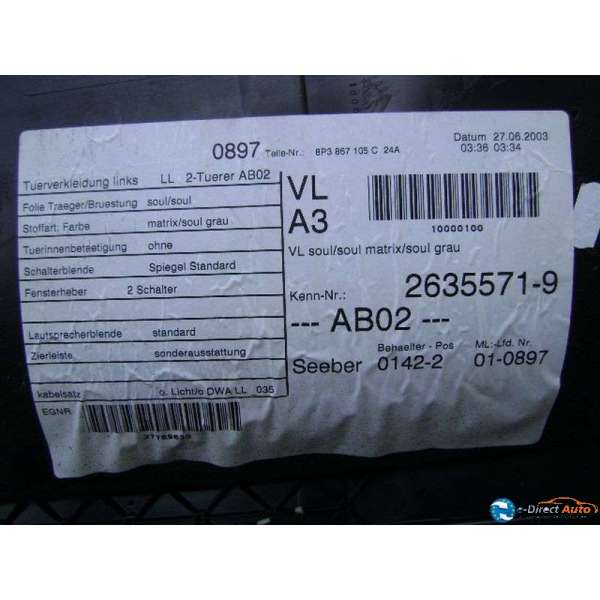 0897 Teile-Nr.: 8P3 867 105 C 24A
Datum 27.06.2003
03:36 03:34
Tuerverkleidung links LL 2-Tuerer AB02
Folie Traeger/Bruestung soul/soul
Stoffart: Farbe matrix/soul grau
Tuerinnenbetaetigung ohne
Schalterblende Spiegel Standard
Fensterheber 2 Schalter
Lautsprecherblende standard
Zierleiste sonderausstattung
kabelsatz o. Licht/o DWA LL 035
EGNR
VL
A3
10000100
VL soul/soul matrix/soul grau
Kenn-Nr.: 2635571-9
--- AB02 ---
Behaelter - Pos ML:-Lfd. Nr.
Seeber 0142-2 01-0897
e-Direct Auto